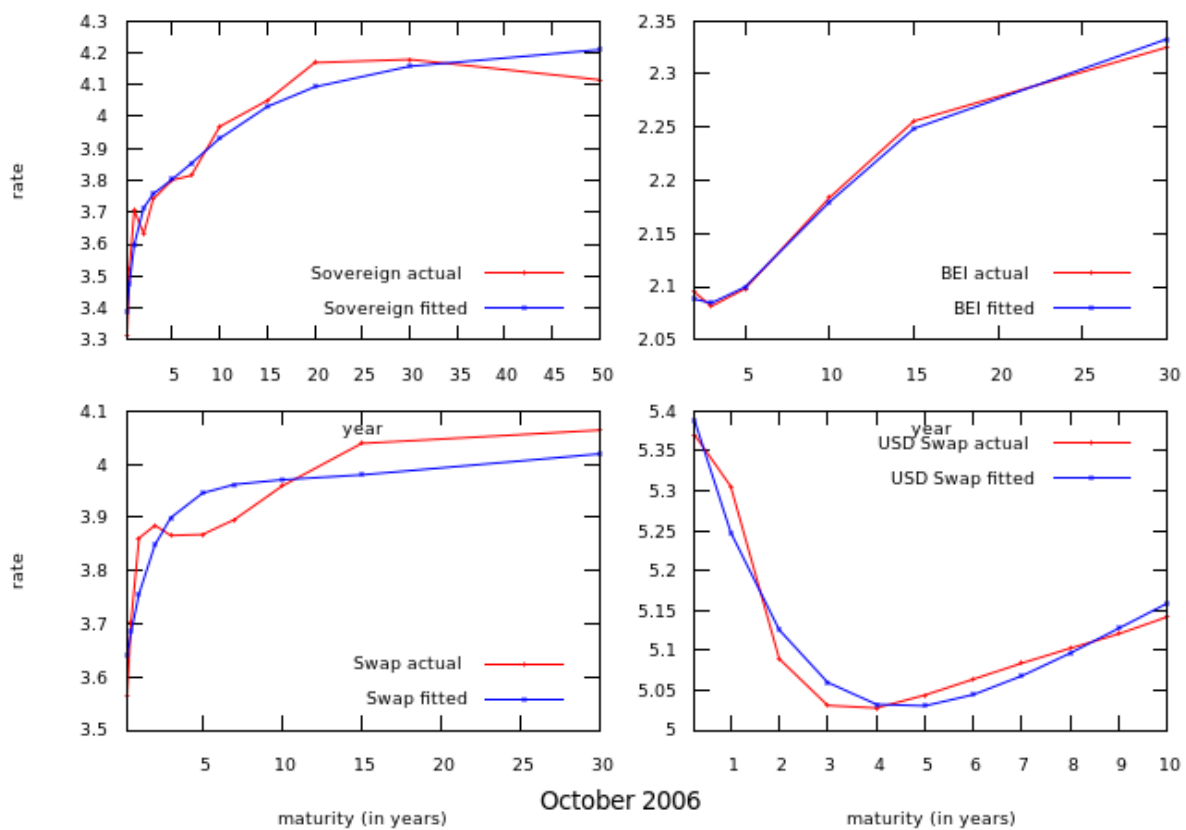 4.3
4.2
4.1
4
3.9
3.8
3.7
3.6
3.5
3.4
3.3
rate
Sovereign actual
Sovereign fitted
5 10 15 20 25 30 35 40 45 50
year
2.35
2.3
2.25
2.2
2.15
2.1
2.05
BEI actual
BEI fitted
5 10 15 20 25 30
year
4.1
4
3.9
3.8
3.7
3.6
3.5
rate
Swap actual
Swap fitted
5 10 15 20 25 30
maturity (in years)
5.4
5.35
5.3
5.25
5.2
5.15
5.1
5.05
5
USD Swap actual
USD Swap fitted
1 2 3 4 5 6 7 8 9 10
maturity (in years)
October 2006